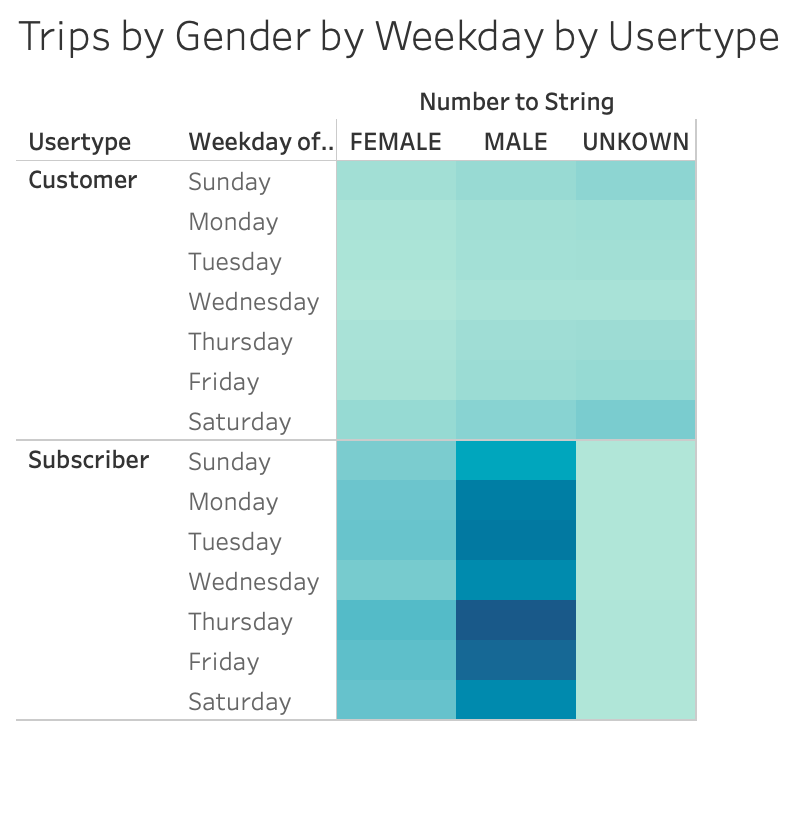 Trips by Gender by Weekday by Usertype
Number to String
Usertype Weekday of.. FEMALE MALE UNKOWN
Customer Sunday
Monday
Tuesday
Wednesday
Thursday
Friday
Saturday
Subscriber Sunday
Monday
Tuesday
Wednesday
Thursday
Friday
Saturday